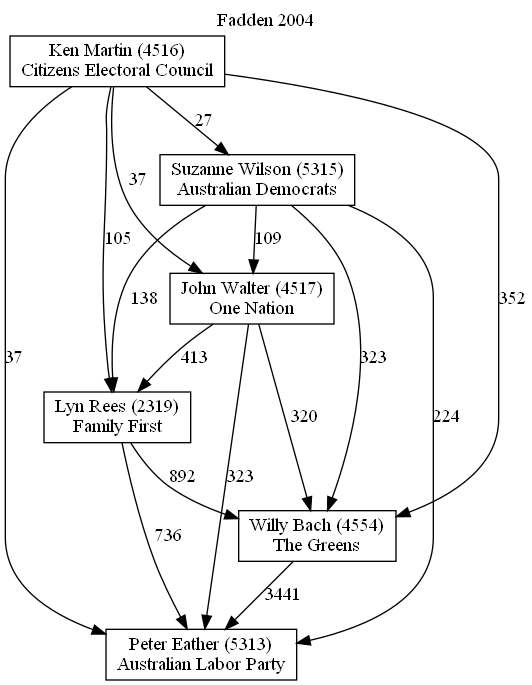 Fadden 2004
Ken Martin (4516)
Citizens Electoral Council
27
Suzanne Wilson (5315)
Australian Democrats
37
105
109
John Walter (4517)
One Nation
138
352
37
413
323
Lyn Rees (2319)
Family First
320
224
892
323
736
Willy Bach (4554)
The Greens
3441
Peter Eather (5313)
Australian Labor Party